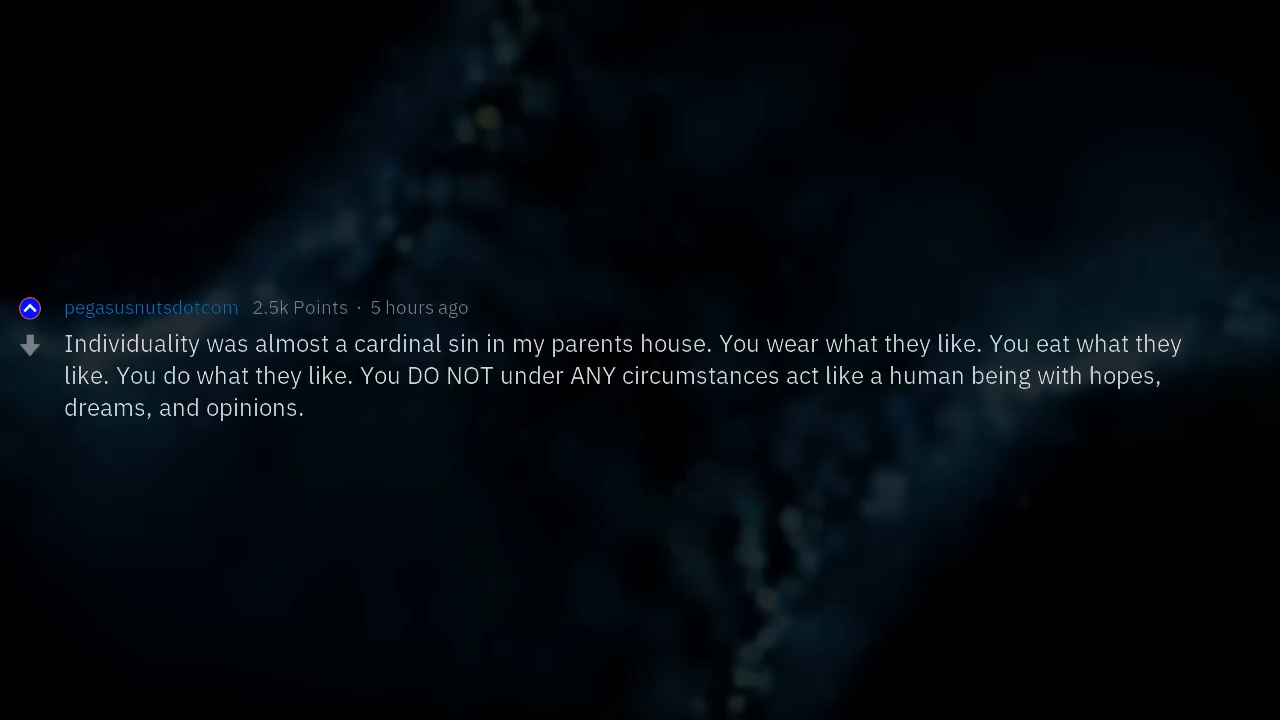 pegasusnutsdotcom 2.5k Points · 5 hours ago
Individuality was almost a cardinal sin in my parents house. You wear what they like. You eat what they
like. You do what they like. You DO NOT under ANY circumstances act like a human being with hopes,
dreams, and opinions.